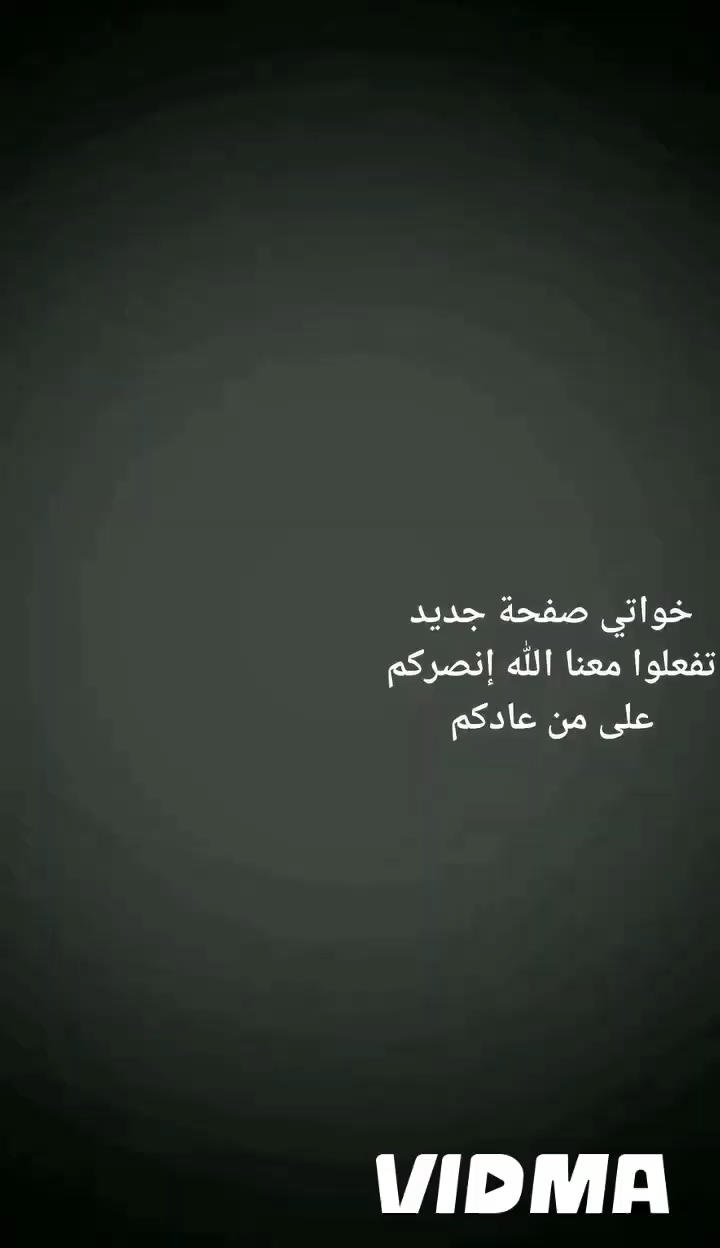 خواتي صفحة جديد
تفعلوا معنا الله إنصركم
على من عادكم
VIDMA